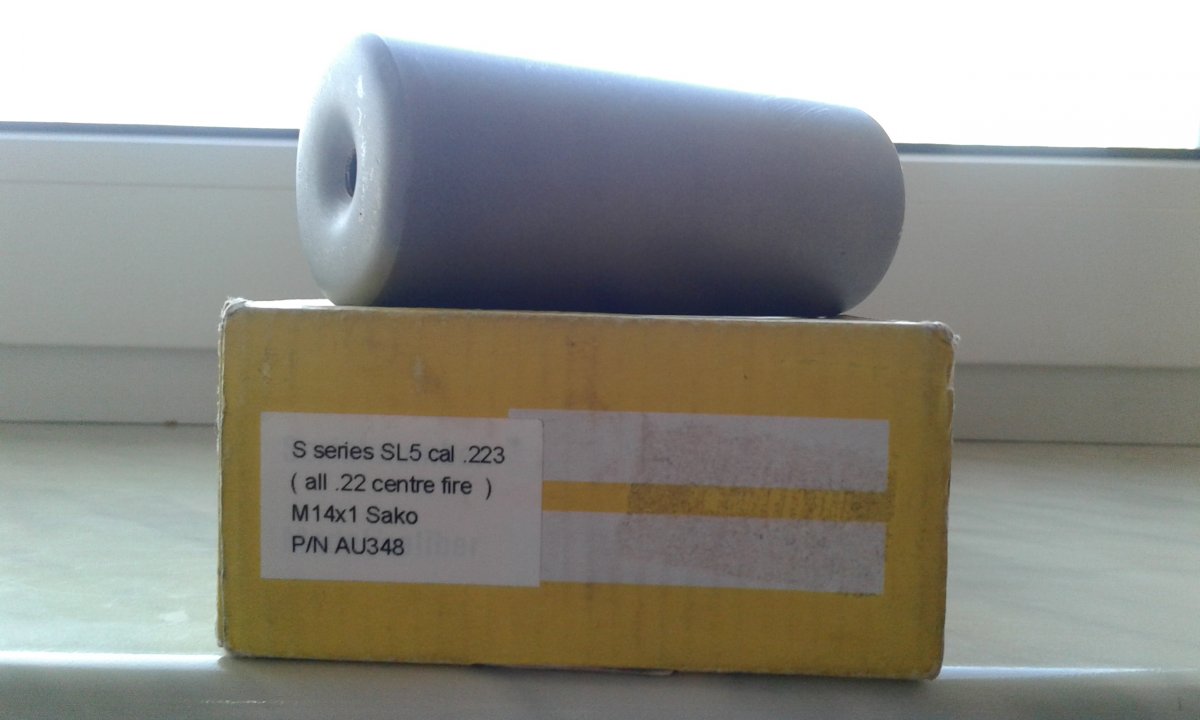 S series SL5 cal .223
( all .22 centre fire )
M14x1 Sako
P/N AU348